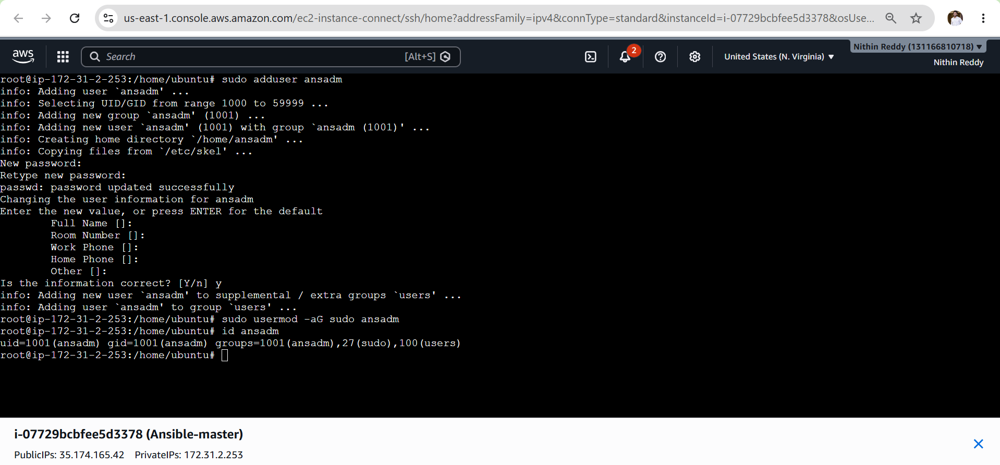 us-east-1.console.aws.amazon.com/ec2-instance-connect/ssh/home?addressFamily=ipv4&connType=standard&instanceId=i-07729bcbfee5d3378&osUse...
aws
Search
[Alt+S]
2
United States (N. Virginia) ▼
Nithin Reddy (131166810718) ▼
Nithin Reddy
root@ip-172-31-2-253:/home/ubuntu# sudo adduser ansadm
info: Adding user `ansadm' ...
info: Selecting UID/GID from range 1000 to 59999 ...
info: Adding new group `ansadm' (1001) ...
info: Adding new user `ansadm' (1001) with group `ansadm (1001)' ...
info: Creating home directory `/home/ansadm' ...
info: Copying files from `/etc/skel' ...
New password:
Retype new password:
passwd: password updated successfully
Changing the user information for ansadm
Enter the new value, or press ENTER for the default
        Full Name []:
        Room Number []:
        Work Phone []:
        Home Phone []:
        Other []:
Is the information correct? [Y/n] y
info: Adding new user `ansadm' to supplemental / extra groups `users' ...
info: Adding user `ansadm' to group `users' ...
root@ip-172-31-2-253:/home/ubuntu# sudo usermod -aG sudo ansadm
root@ip-172-31-2-253:/home/ubuntu# id ansadm
uid=1001(ansadm) gid=1001(ansadm) groups=1001(ansadm),27(sudo),100(users)
root@ip-172-31-2-253:/home/ubuntu#
i-07729bcbfee5d3378 (Ansible-master)
PublicIPs: 35.174.165.42 PrivateIPs: 172.31.2.253